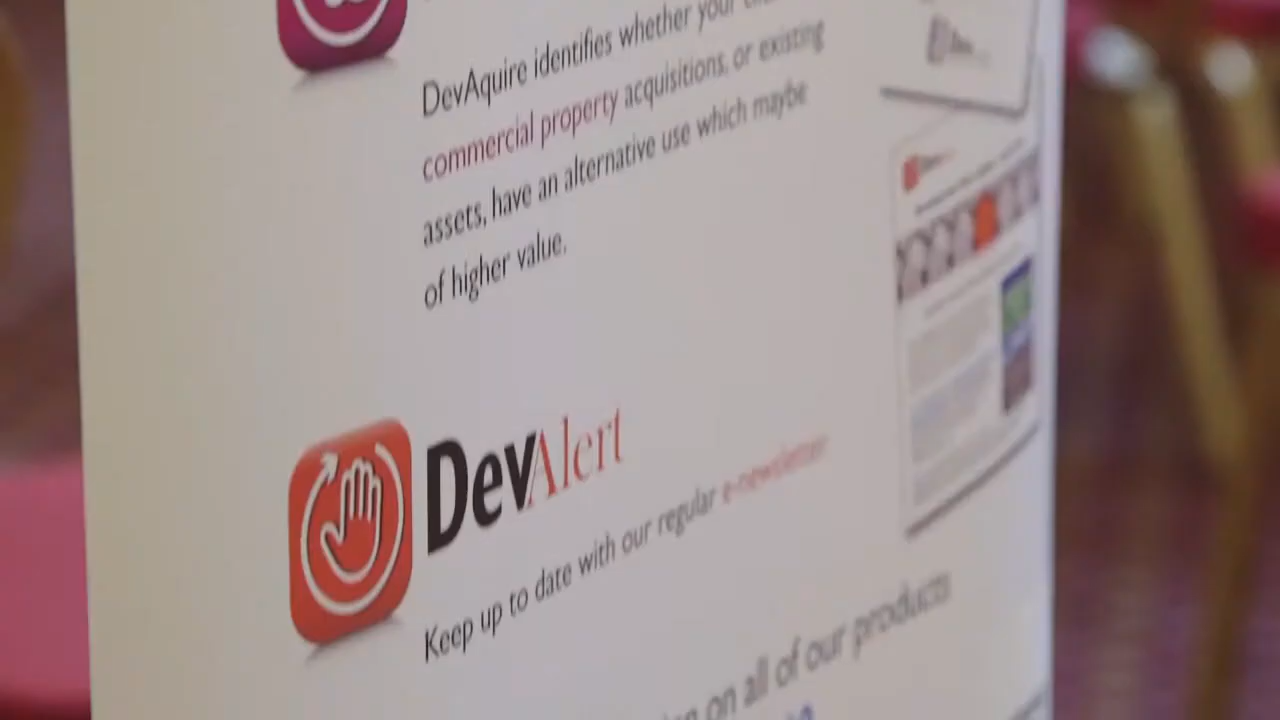 DevAquire identifies whether your
commercial property acquisitions, or existing
assets, have an alternative use which maybe
of higher value.
DevAlert
Keep up to date with our regular e-newsletter
on all of our products